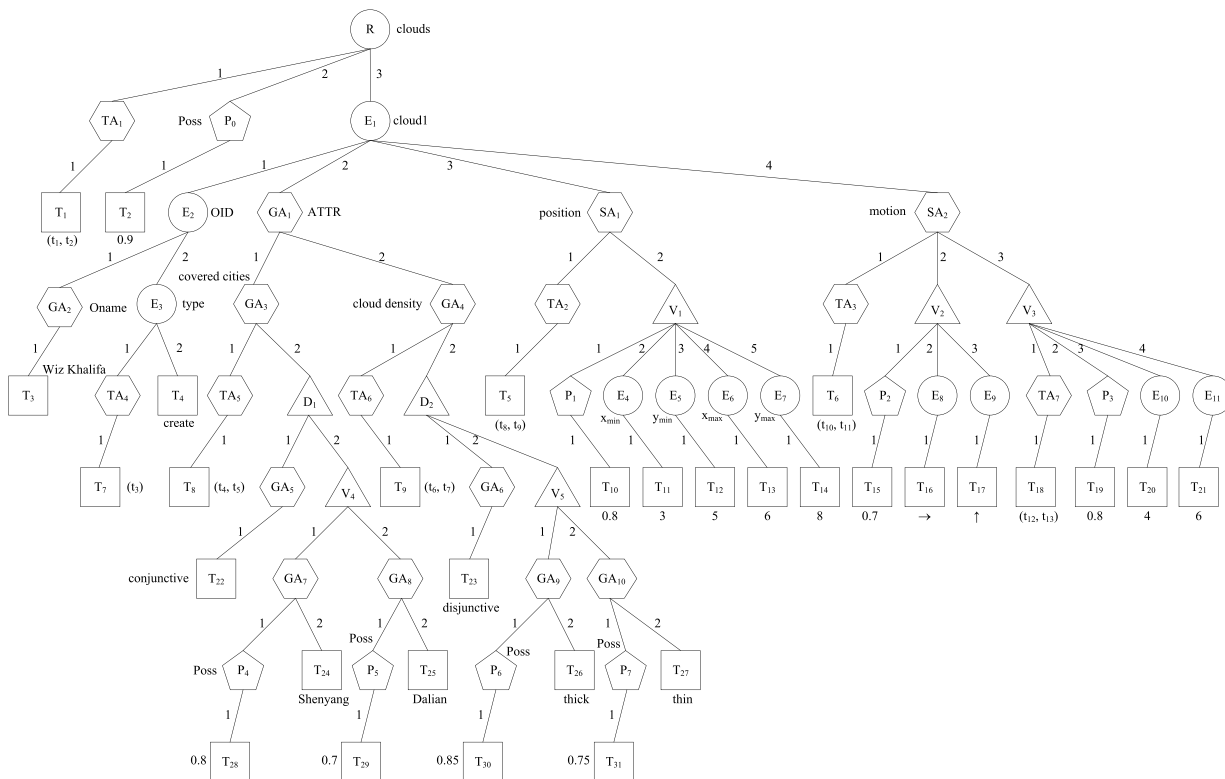 R clouds
1 2 3
TA₁ Poss P₀ E₁ cloud1
1 1 1 2 3 4
T₁ T₂ E₂ OID GA₁ ATTR position SA₁ motion SA₂
(t₁, t₂) 0.9
1 2 1 2 1 2 1 2 3
covered cities
GA₂ Oname E₃ type GA₃ cloud density GA₄ TA₂ V₁ TA₃ V₂ V₃
1 1 2 1 2 1 2 1 1 2 3 4 5 1 1 2 3 1 2 3 4
Wiz Khalifa
T₃ TA₄ T₄ TA₅ D₁ TA₆ D₂ T₅ P₁ E₄ E₅ E₆ E₇ T₆ P₂ E₈ E₉ TA₇ P₃ E₁₀ E₁₁
create (t₈, t₉) xmin ymin xmax ymax (t₁₀, t₁₁)
1 1 1 2 1 1 2 1 1 1 1 1 1 1 1 1 1 1 1
T₇ (t₃) T₈ (t₄, t₅) GA₅ V₄ T₉ (t₆, t₇) GA₆ V₅ T₁₀ T₁₁ T₁₂ T₁₃ T₁₄ T₁₅ T₁₆ T₁₇ T₁₈ T₁₉ T₂₀ T₂₁
0.8 3 5 6 8 0.7 → ↑ (t₁₂, t₁₃) 0.8 4 6
1 1 2 1 1 2
conjunctive T₂₂ GA₇ GA₈ T₂₃ GA₉ GA₁₀
disjunctive
1 2 1 2 1 2 1 2
Poss P₄ T₂₄ Poss P₅ T₂₅ Poss P₆ T₂₆ Poss P₇ T₂₇
Shenyang Dalian thick thin
1 1 1 1
0.8 T₂₈ 0.7 T₂₉ 0.85 T₃₀ 0.75 T₃₁